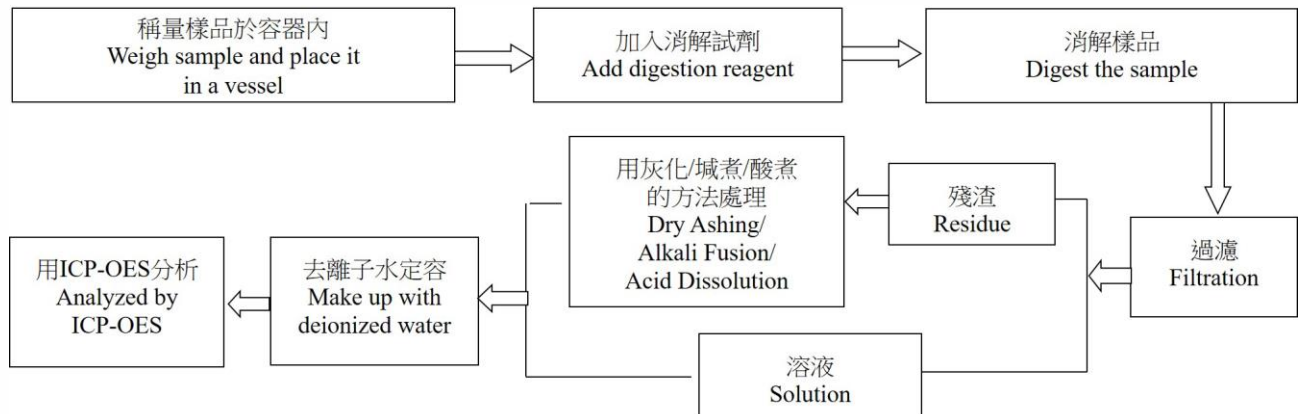 稱量樣品於容器內
Weigh sample and place it
in a vessel
加入消解試劑
Add digestion reagent
消解樣品
Digest the sample
過濾
Filtration
殘渣
Residue
用灰化/堿煮/酸煮
的方法處理
Dry Ashing/
Alkali Fusion/
Acid Dissolution
溶液
Solution
去離子水定容
Make up with
deionized water
用ICP-OES分析
Analyzed by
ICP-OES